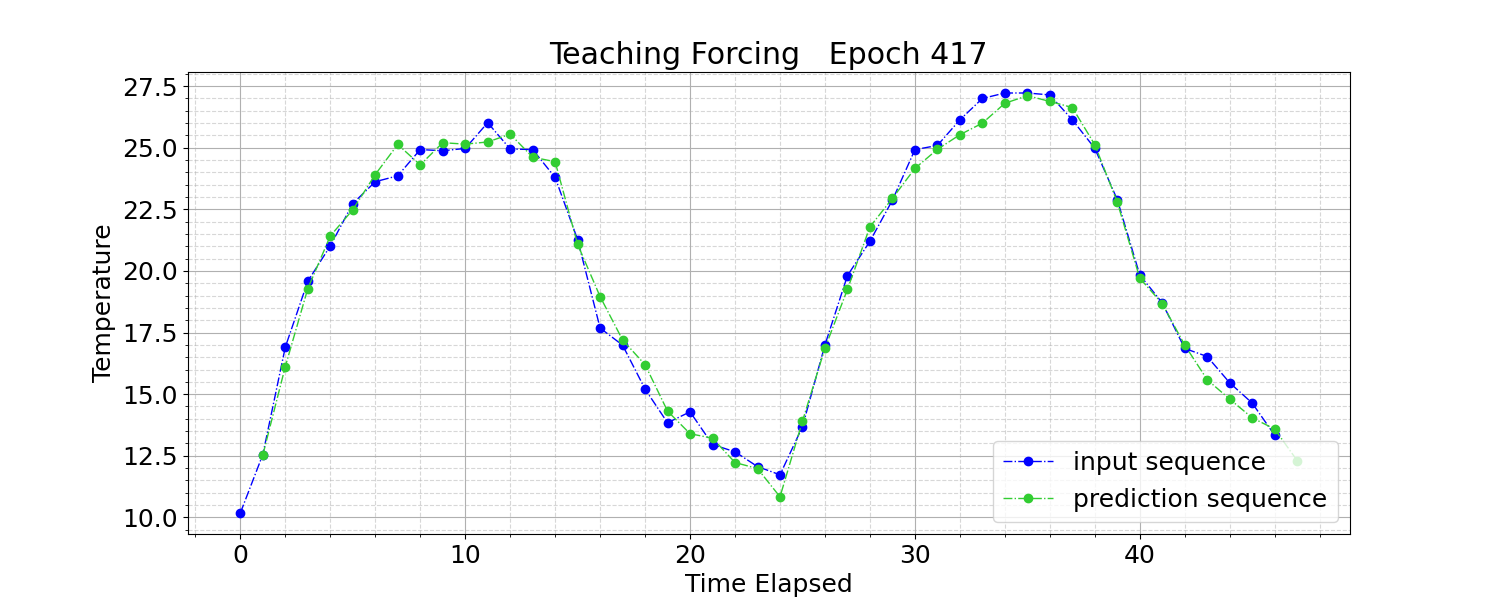 Teaching Forcing   Epoch 417
27.5
25.0
22.5
20.0
17.5
15.0
12.5
10.0
Temperature
0 10 20 30 40
Time Elapsed
input sequence
prediction sequence